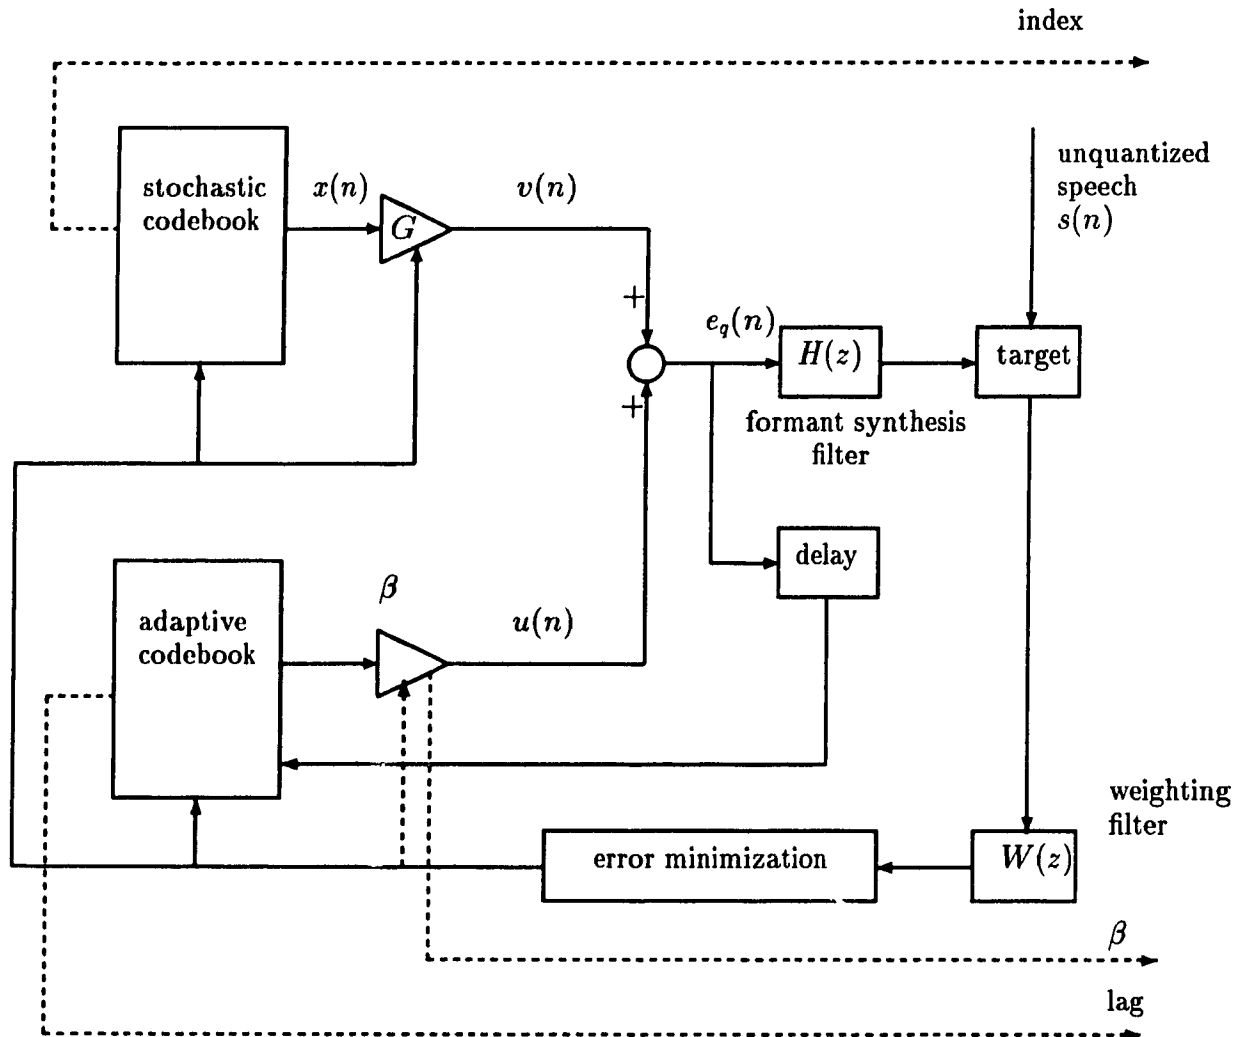 index
stochastic
codebook
x(n)
G
v(n)
unquantized
speech
s(n)
+
e_q(n)
H(z)
target
+
formant synthesis
filter
delay
β
adaptive
codebook
u(n)
weighting
filter
error minimization
W(z)
β
lag